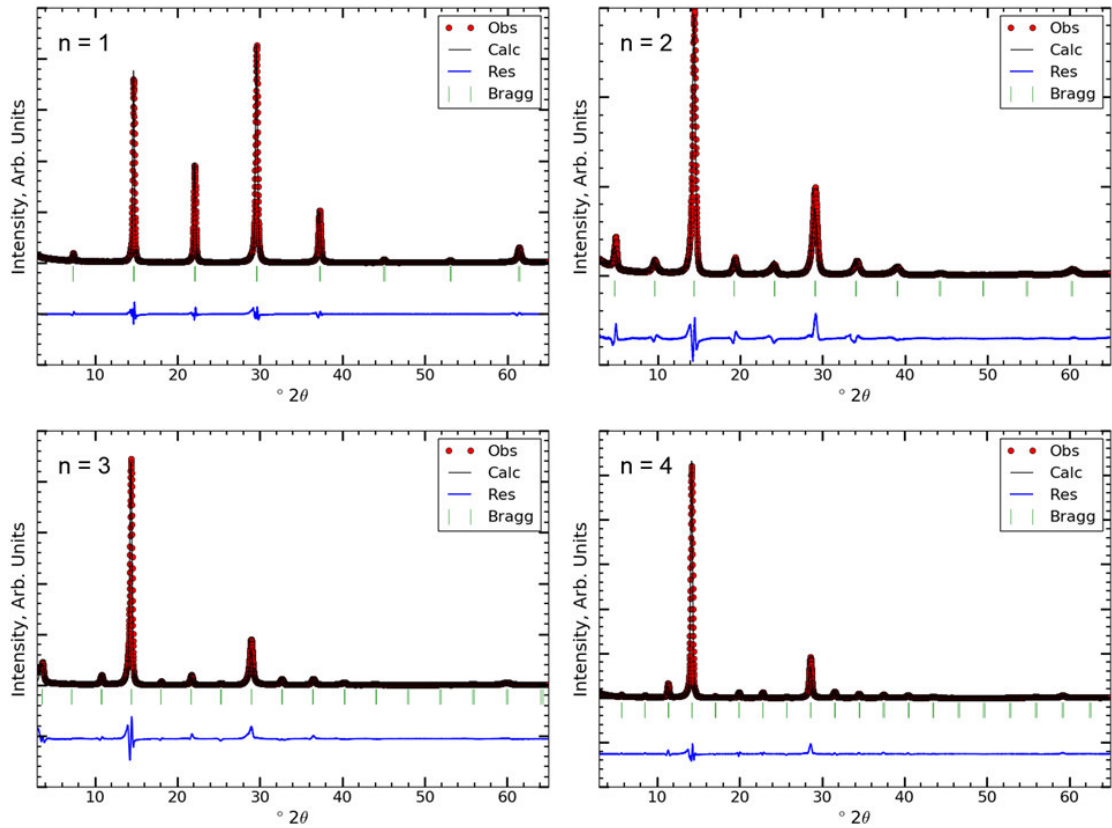 n = 1
Obs
Calc
Res
Bragg
Intensity, Arb. Units
10 20 30 40 50 60
° 2θ
n = 2
Obs
Calc
Res
Bragg
Intensity, Arb. Units
10 20 30 40 50 60
° 2θ
n = 3
Obs
Calc
Res
Bragg
Intensity, Arb. Units
10 20 30 40 50 60
° 2θ
n = 4
Obs
Calc
Res
Bragg
Intensity, Arb. Units
10 20 30 40 50 60
° 2θ